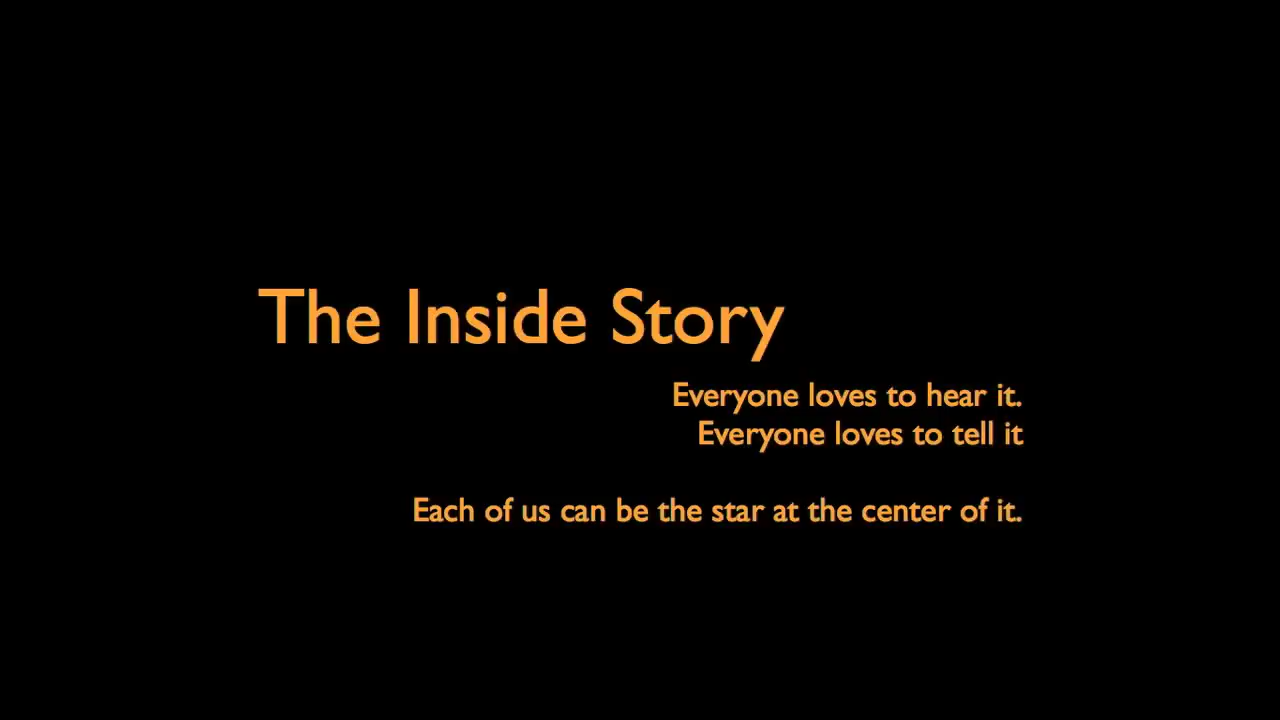 The Inside Story
Everyone loves to hear it.
Everyone loves to tell it
Each of us can be the star at the center of it.